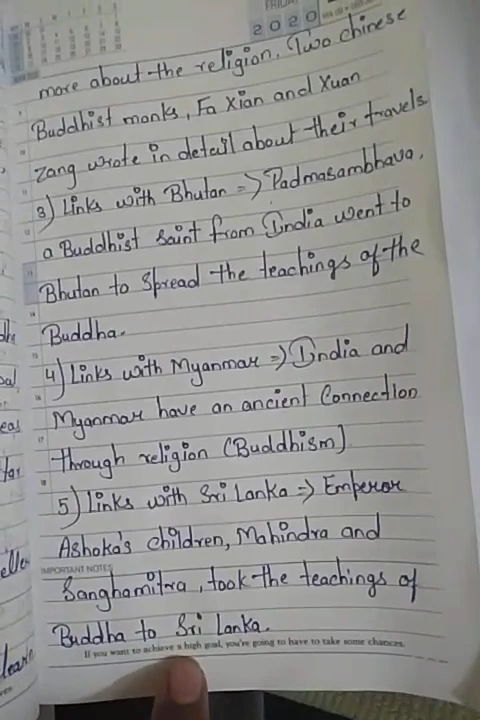 FRIDAY
2020
more about the religion. Two chinese
Buddhist monks, Fa Xian and Xuan
Zang wrote in detail about their travels
3) Links with Bhutan => Padmasambhava,
a Buddhist Saint from India went to
Bhutan to Spread the teachings of the
Buddha.
4) Links with Myanmar => India and
Myanmar have an ancient Connection
through religion (Buddhism)
5) Links with Sri Lanka => Emperor
Ashoka's children, Mahindra and
IMPORTANT NOTES
Sanghamitra, took the teachings of
Buddha to Sri Lanka.
If you want to achieve a high goal, you're going to have to take some chances.